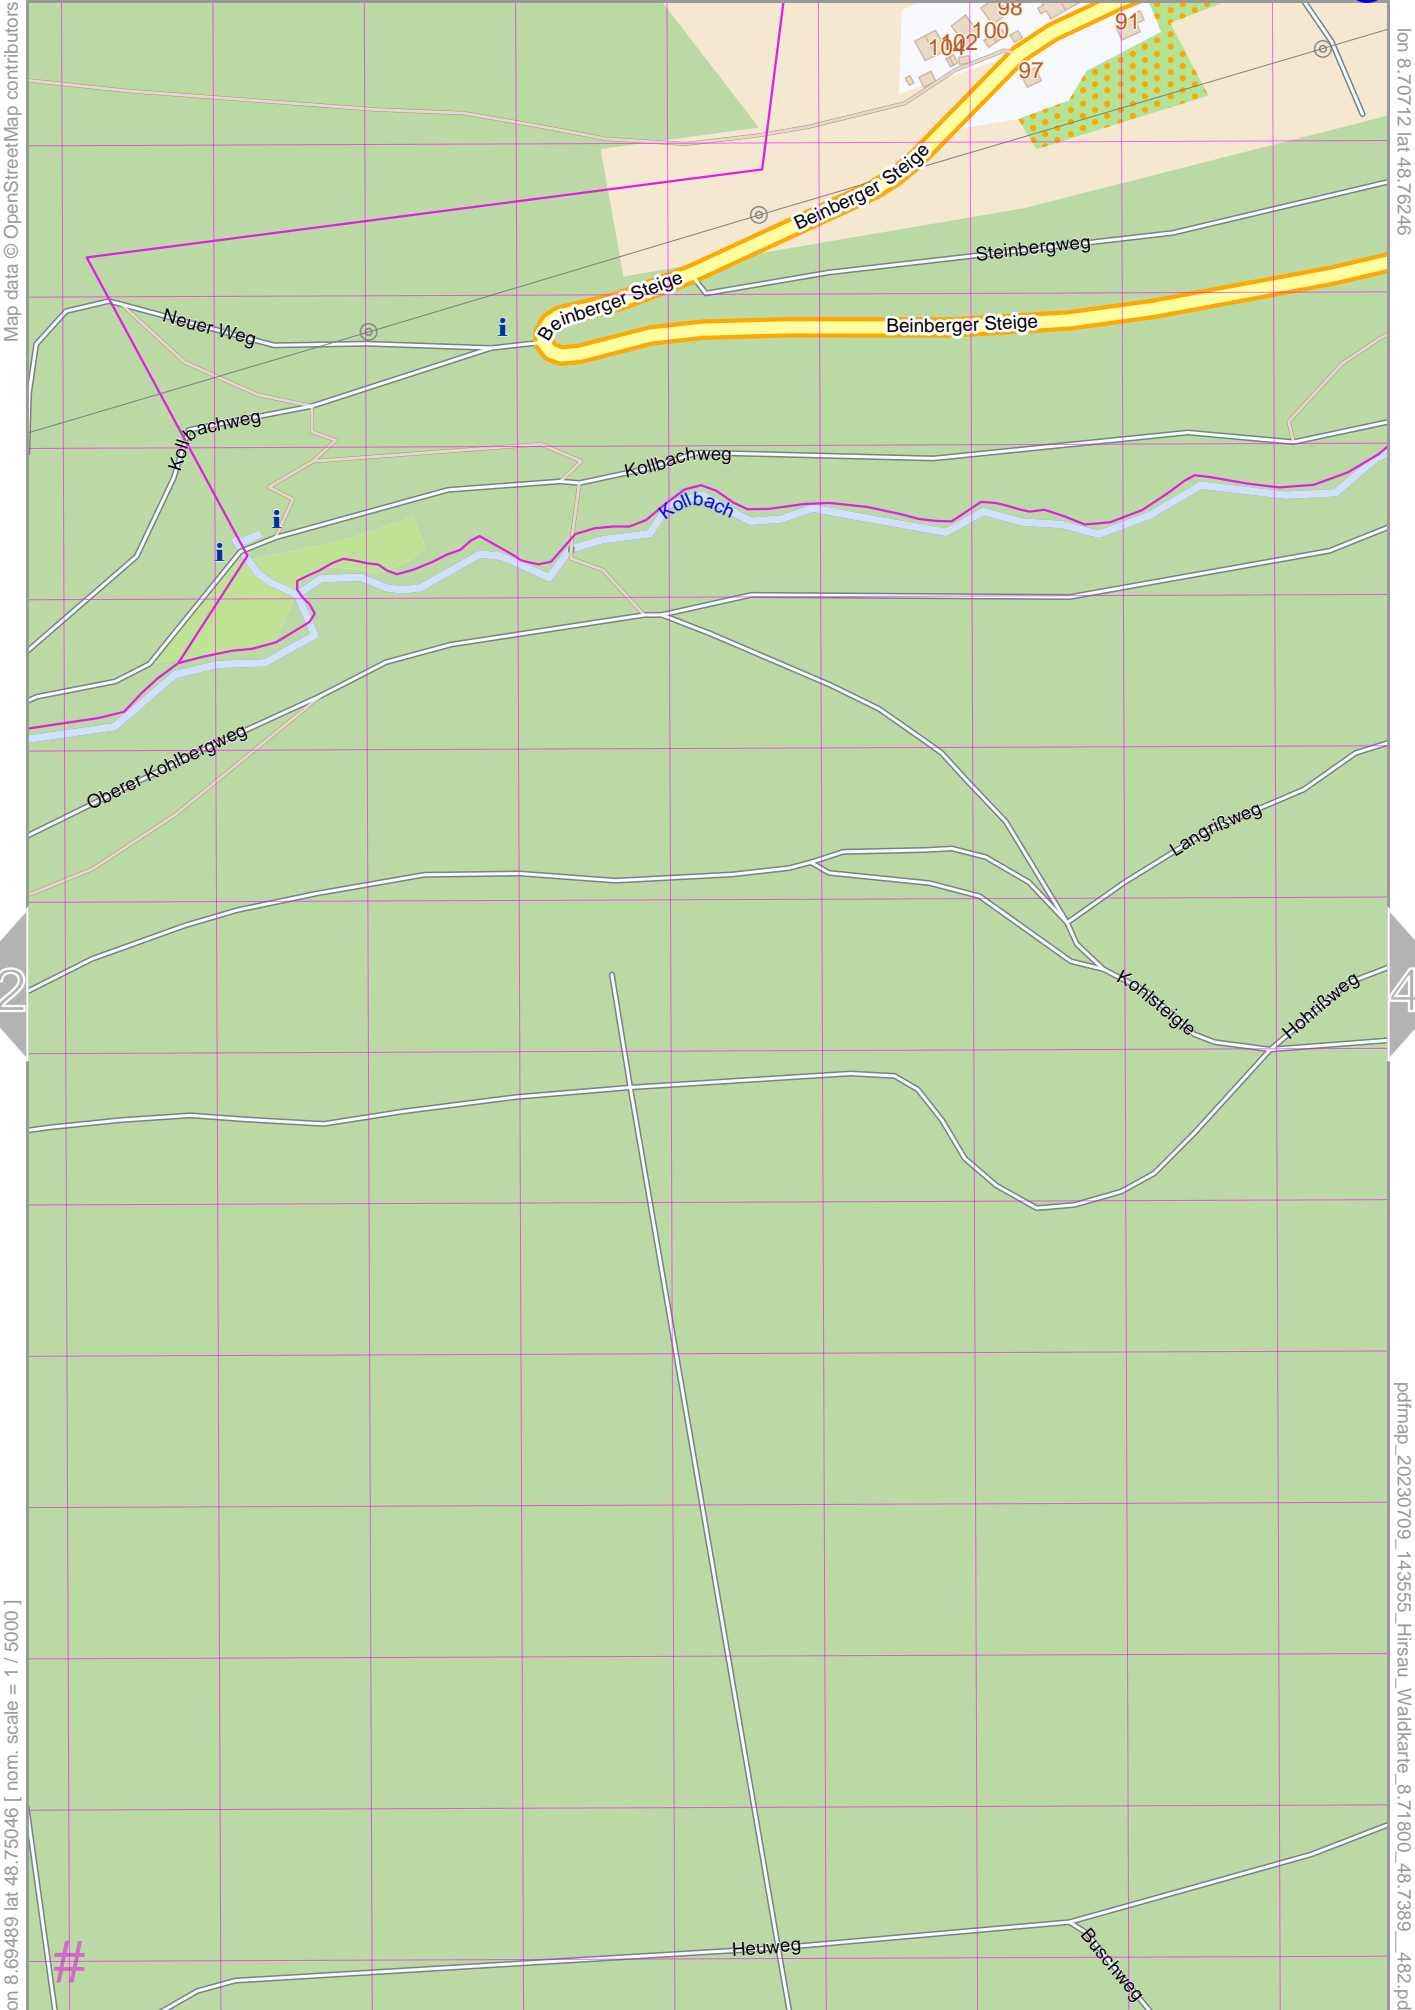 Map data © OpenStreetMap contributors
lon 8.70712 lat 48.76246
98
91
100
102
104
97
Beinberger Steige
Steinbergweg
Beinberger Steige
Neuer Weg
i
Beinberger Steige
Kollbachweg
Kollbachweg
Kollbach
i
i
Oberer Kohlbergweg
Langrißweg
2
Kohlsteigle
Hohrißweg
4
on 8.69489 lat 48.75046 [ nom. scale = 1 / 5000 ]
pdfmap_20230709_143555_Hirsau_Waldkarte_8.71800_48.7389__482.pd
#
Heuweg
Buschweg